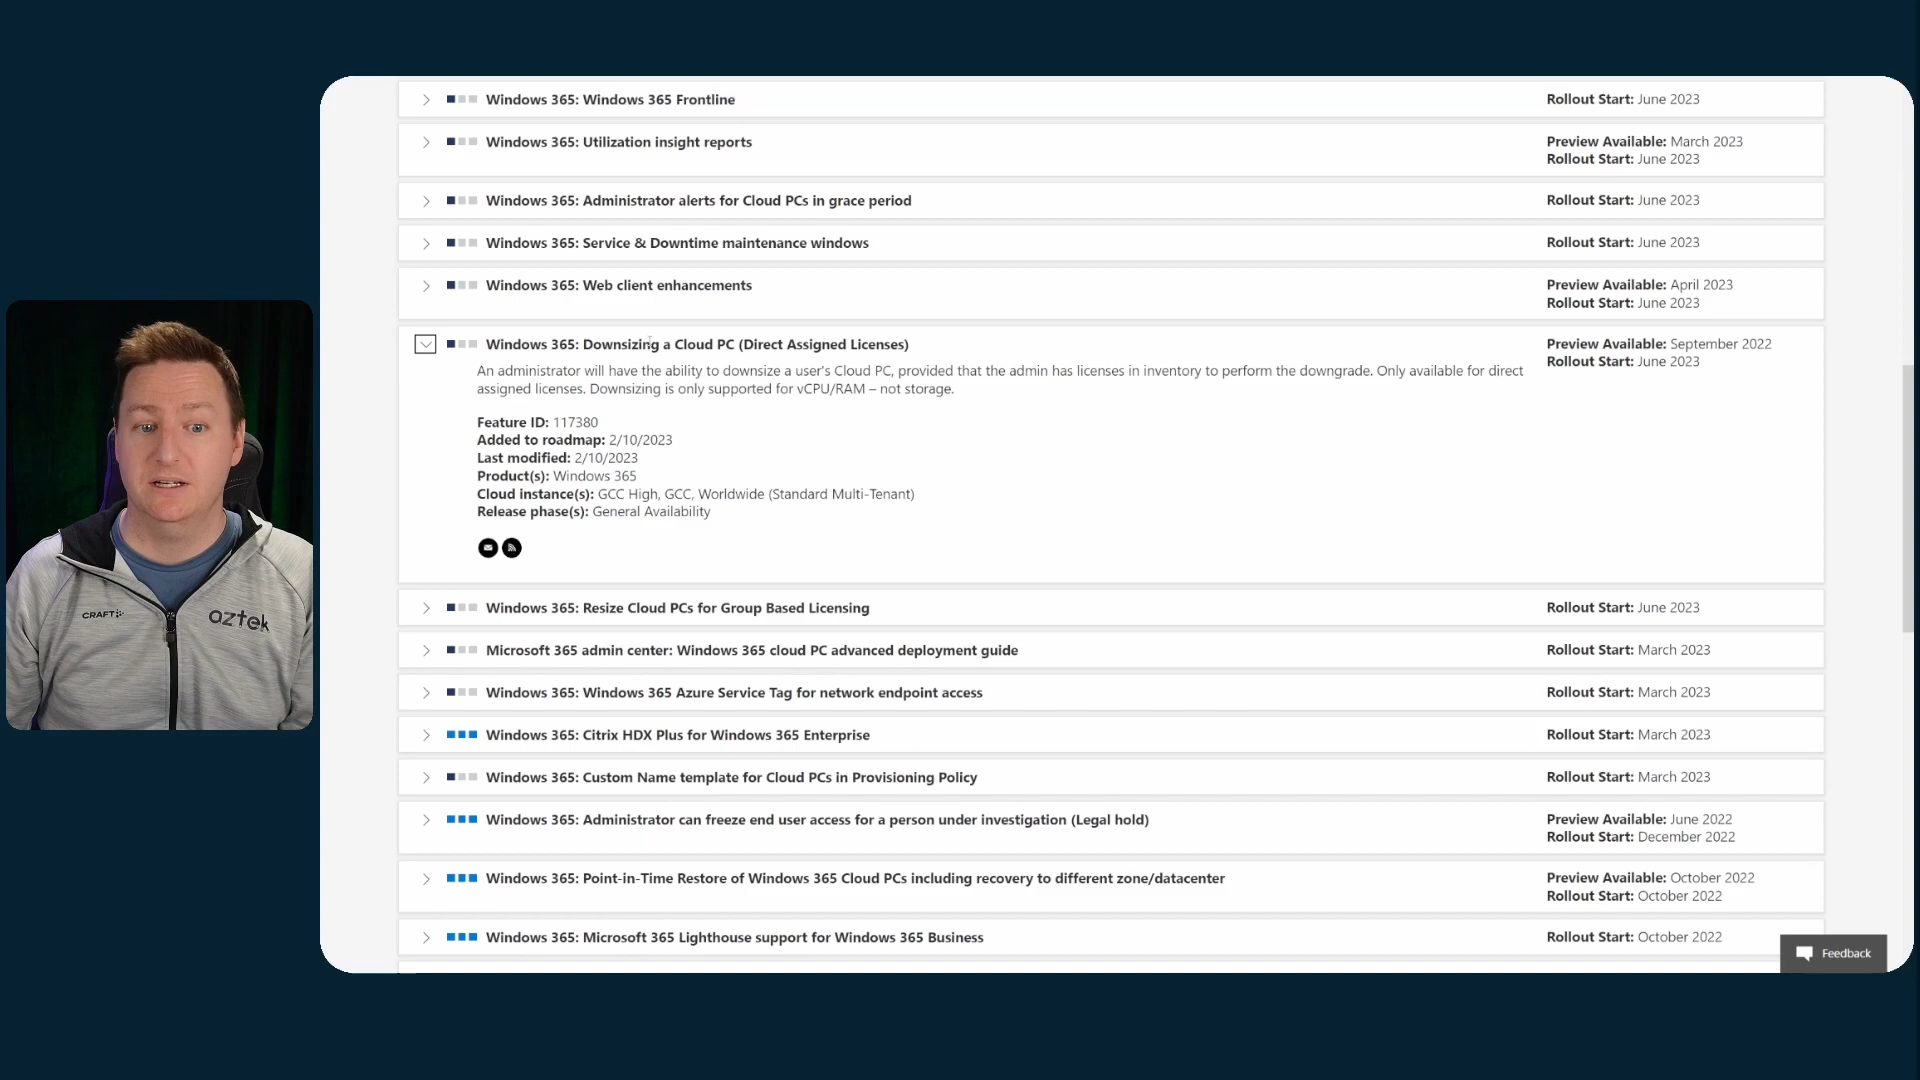 Windows 365: Windows 365 Frontline
Rollout Start: June 2023
Windows 365: Utilization insight reports
Preview Available: March 2023
Rollout Start: June 2023
Windows 365: Administrator alerts for Cloud PCs in grace period
Rollout Start: June 2023
Windows 365: Service & Downtime maintenance windows
Rollout Start: June 2023
Windows 365: Web client enhancements
Preview Available: April 2023
Rollout Start: June 2023
Windows 365: Downsizing a Cloud PC (Direct Assigned Licenses)
Preview Available: September 2022
Rollout Start: June 2023
An administrator will have the ability to downsize a user's Cloud PC, provided that the admin has licenses in inventory to perform the downgrade. Only available for direct
assigned licenses. Downsizing is only supported for vCPU/RAM – not storage.
Feature ID: 117380
Added to roadmap: 2/10/2023
Last modified: 2/10/2023
Product(s): Windows 365
Cloud instance(s): GCC High, GCC, Worldwide (Standard Multi-Tenant)
Release phase(s): General Availability
Windows 365: Resize Cloud PCs for Group Based Licensing
Rollout Start: June 2023
Microsoft 365 admin center: Windows 365 cloud PC advanced deployment guide
Rollout Start: March 2023
Windows 365: Windows 365 Azure Service Tag for network endpoint access
Rollout Start: March 2023
Windows 365: Citrix HDX Plus for Windows 365 Enterprise
Rollout Start: March 2023
Windows 365: Custom Name template for Cloud PCs in Provisioning Policy
Rollout Start: March 2023
Windows 365: Administrator can freeze end user access for a person under investigation (Legal hold)
Preview Available: June 2022
Rollout Start: December 2022
Windows 365: Point-in-Time Restore of Windows 365 Cloud PCs including recovery to different zone/datacenter
Preview Available: October 2022
Rollout Start: October 2022
Windows 365: Microsoft 365 Lighthouse support for Windows 365 Business
Rollout Start: October 2022
Feedback
CRAFT
aztek